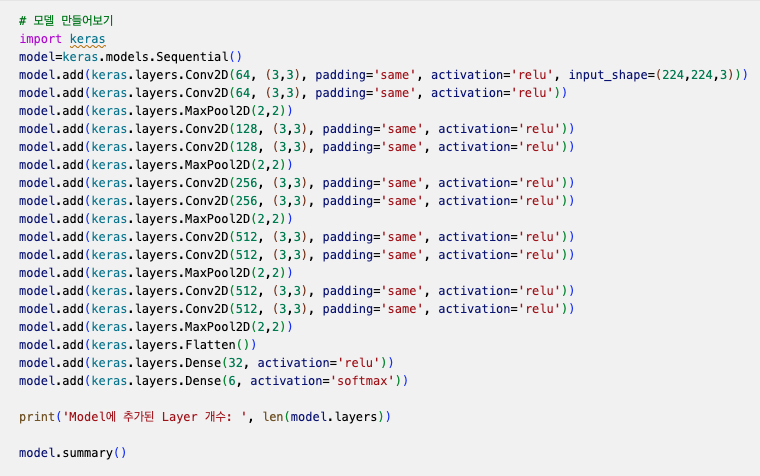 # 모델 만들어보기
import keras
model=keras.models.Sequential()
model.add(keras.layers.Conv2D(64, (3,3), padding='same', activation='relu', input_shape=(224,224,3)))
model.add(keras.layers.Conv2D(64, (3,3), padding='same', activation='relu'))
model.add(keras.layers.MaxPool2D(2,2))
model.add(keras.layers.Conv2D(128, (3,3), padding='same', activation='relu'))
model.add(keras.layers.Conv2D(128, (3,3), padding='same', activation='relu'))
model.add(keras.layers.MaxPool2D(2,2))
model.add(keras.layers.Conv2D(256, (3,3), padding='same', activation='relu'))
model.add(keras.layers.Conv2D(256, (3,3), padding='same', activation='relu'))
model.add(keras.layers.MaxPool2D(2,2))
model.add(keras.layers.Conv2D(512, (3,3), padding='same', activation='relu'))
model.add(keras.layers.Conv2D(512, (3,3), padding='same', activation='relu'))
model.add(keras.layers.MaxPool2D(2,2))
model.add(keras.layers.Conv2D(512, (3,3), padding='same', activation='relu'))
model.add(keras.layers.Conv2D(512, (3,3), padding='same', activation='relu'))
model.add(keras.layers.MaxPool2D(2,2))
model.add(keras.layers.Flatten())
model.add(keras.layers.Dense(32, activation='relu'))
model.add(keras.layers.Dense(6, activation='softmax'))
print('Model에 추가된 Layer 개수: ', len(model.layers))
model.summary()